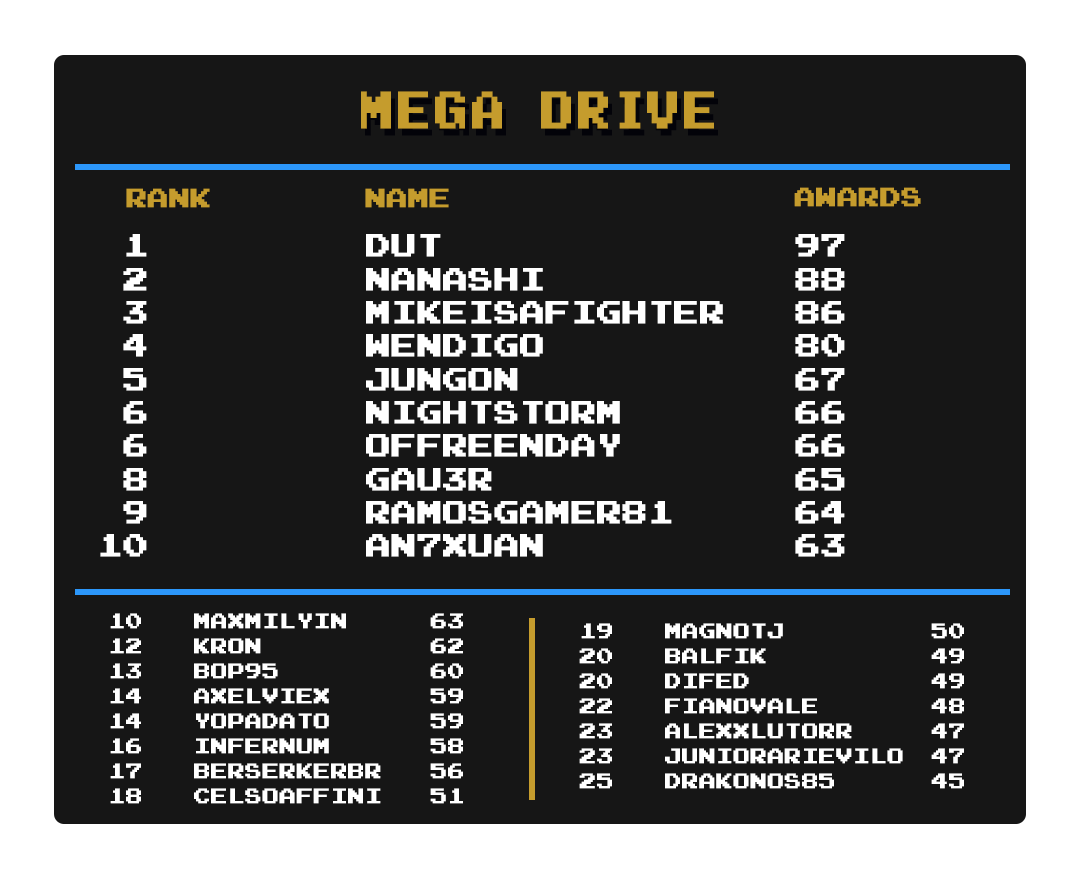 MEGA DRIVE
RANK NAME AWARDS
1 DUT 97
2 NANASHI 88
3 MIKEISAFIGHTER 86
4 WENDIGO 80
5 JUNGON 67
6 NIGHTSTORM 66
6 OFFREENDAY 66
8 GAU3R 65
9 RAMOSGAMER81 64
10 AN7XUAN 63
10 MAXMILYIN 63
12 KRON 62
13 BOP95 60
14 AXELVIEX 59
14 YOPADATO 59
16 INFERNUM 58
17 BERSERKERBR 56
18 CELSOAFFINI 51
19 MAGNOTJ 50
20 BALFIK 49
20 DIFED 49
22 FIANOVALE 48
23 ALEXXLUTORR 47
23 JUNIORARIEVILO 47
25 DRAKONOS85 45